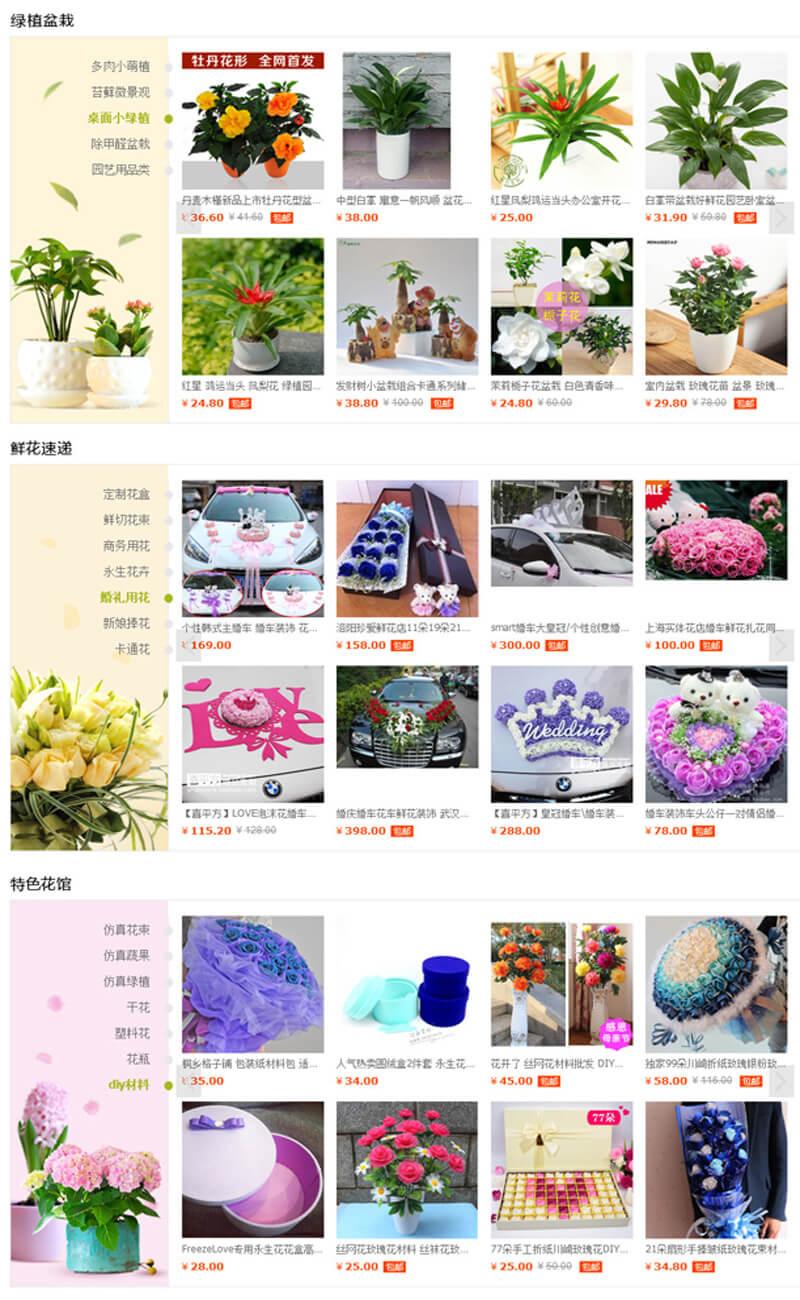 绿植盆栽
多肉小萌植
苔藓微景观
桌面小绿植
除甲醛盆栽
园艺用品类
牡丹花形 全网首发
丹麦木槿新品上市牡丹花型盆...
36.60 ¥41.60 包邮
中型白掌 寓意一帆风顺 盆花...
¥38.00
红星凤梨鸿运当头办公室开花...
¥25.00
白掌带盆栽好鲜花园艺卧室盆...
¥31.90 ¥50.80 包邮
茉莉花
栀子花
红星 鸿运当头 凤梨花 绿植园...
¥24.80 包邮
发财树小盆栽组合卡通系列储...
¥38.80 ¥100.00 包邮
茉莉栀子花盆栽 白色清香味...
¥24.80 ¥60.00
室内盆栽 玫瑰花苗 盆景 玫瑰...
¥29.80 ¥78.00 包邮
鲜花速递
定制花盒
鲜切花束
商务用花
永生花卉
婚礼用花
新娘捧花
卡通花
SALE
个性韩式主婚车 婚车装饰 花...
169.00
涪阳珍爱鲜花店11朵19朵21...
¥158.00 包邮
smart婚车大皇冠/个性创意婚...
¥300.00 包邮
上海实体花店婚车鲜花扎花网...
¥100.00 包邮
LOVE
Wedding
【喜平方】LOVE泡沫花婚车...
¥115.20 ¥128.00
婚庆婚车花车鲜花装饰 武汉...
¥398.00 包邮
【喜平方】皇冠婚车\婚车装...
¥288.00
婚车装饰车头公仔一对情侣婚...
¥78.00 包邮
特色花馆
仿真花束
仿真蔬果
仿真绿植
干花
塑料花
花瓶
diy材料
感恩
母亲节
桐乡格子铺 包装纸材料包 适...
35.00
人气热卖圆绒盒2件套 永生花...
¥34.00
花开了 丝网花材料批发 DIY...
¥45.00 包邮
独家99朵川崎折纸玫瑰银粉玫...
¥58.00 ¥116.00 包邮
77朵
FreezeLove专用永生花花盒高...
¥28.00
丝网花玫瑰花材料 丝袜花玫...
¥25.00 包邮
77朵手工折纸川崎玫瑰花DIY...
¥25.00 ¥50.00 包邮
21朵扇形手揉皱纸玫瑰花束材...
¥34.80 包邮